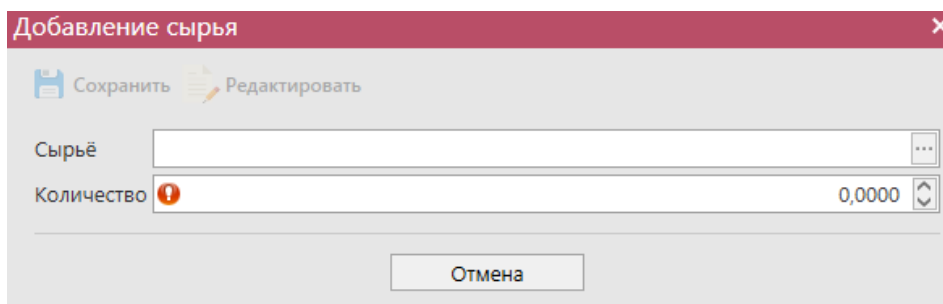 Добавление сырья
Сохранить Редактировать
Сырьё
Количество 0,0000
Отмена